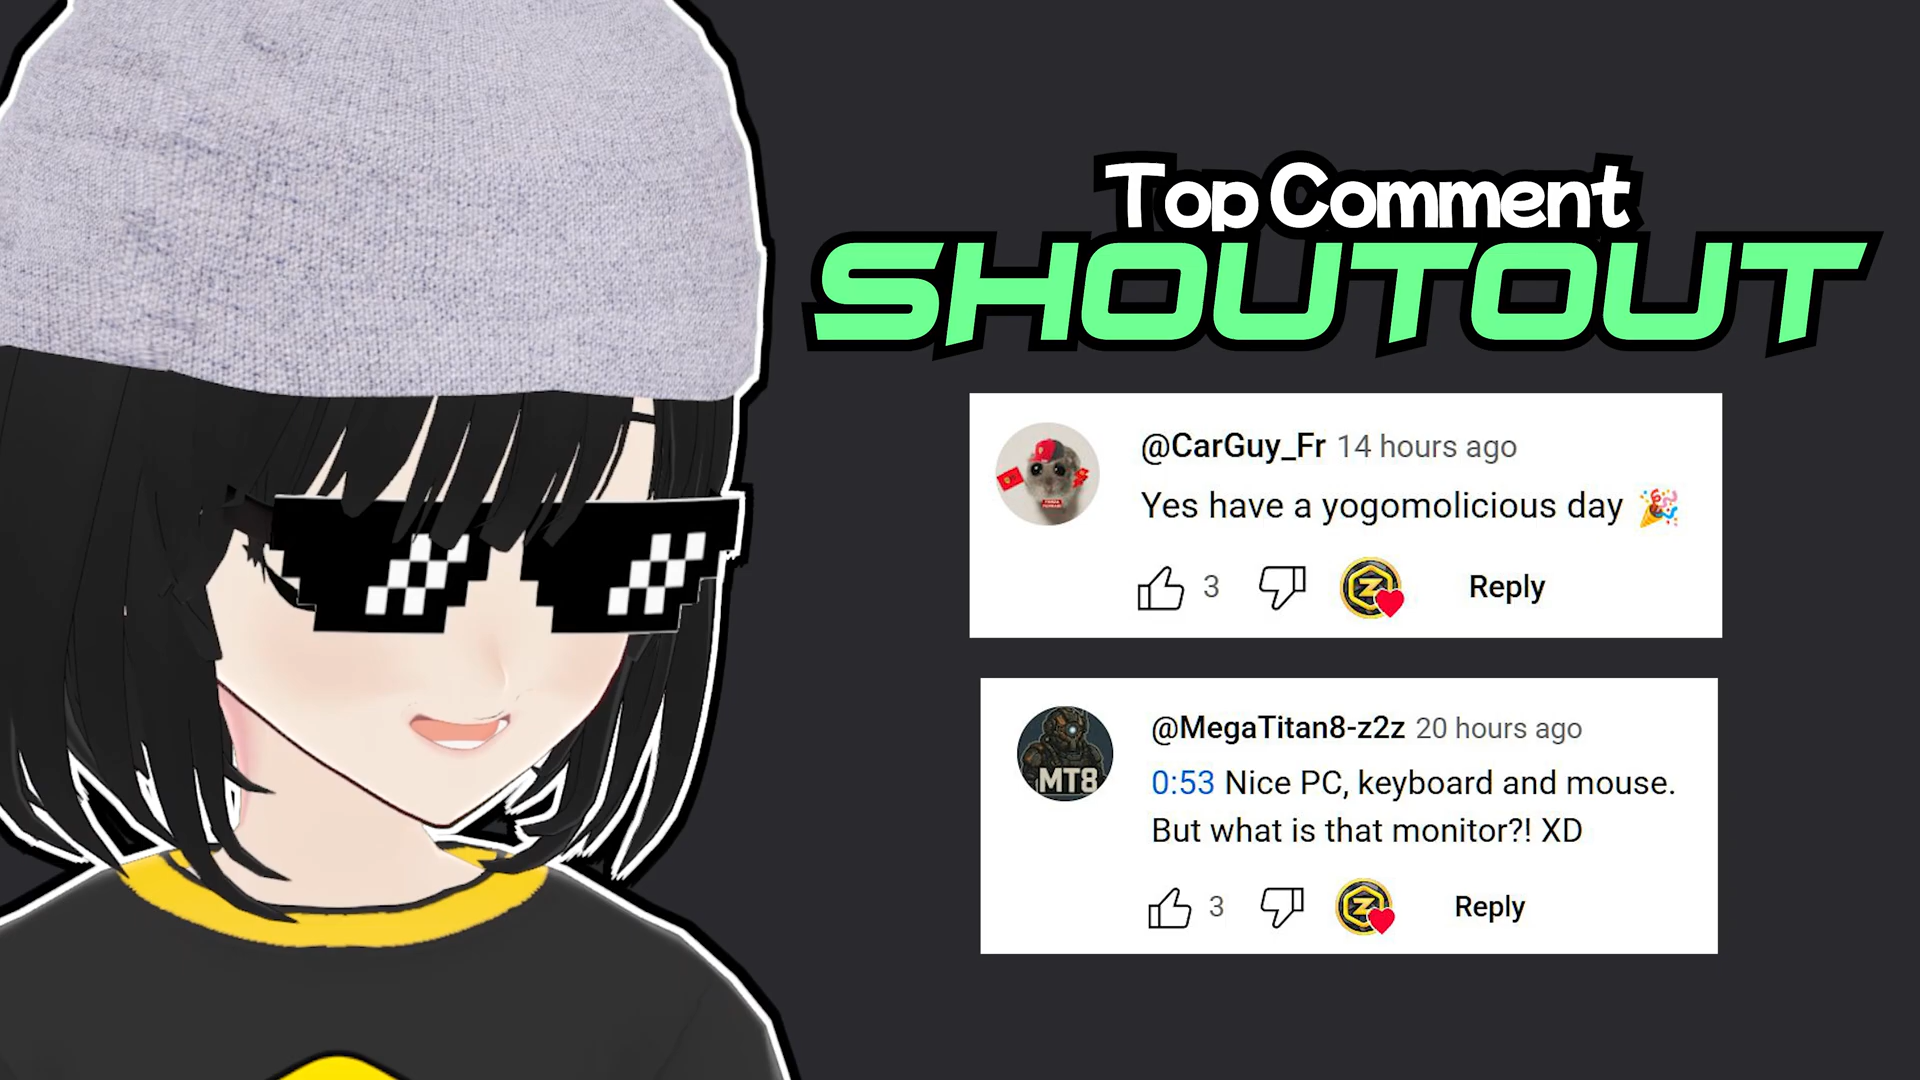 Top Comment
SHOUTOUT
@CarGuy_Fr 14 hours ago
Yes have a yogomolicious day 🎉
3 Z Reply
@MegaTitan8-z2z 20 hours ago
0:53 Nice PC, keyboard and mouse.
But what is that monitor?! XD
MT8
3 Z Reply